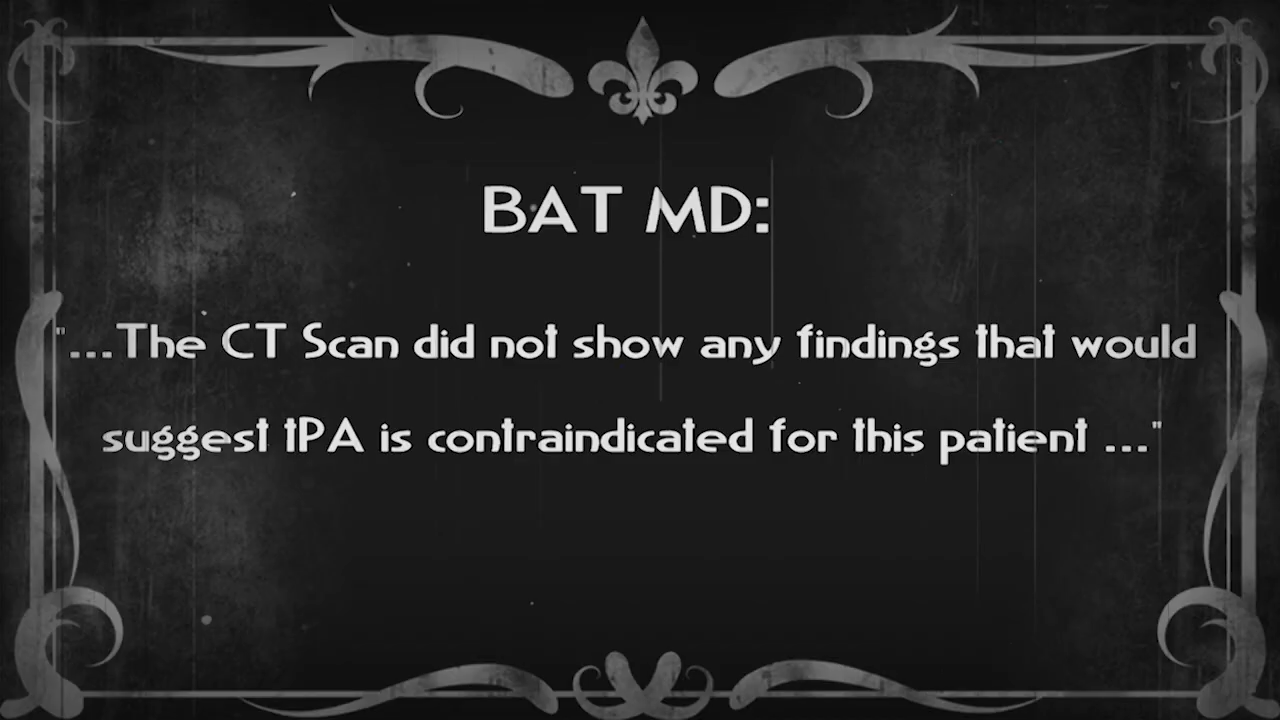 BAT MD:
"...The CT Scan did not show any findings that would
suggest tPA is contraindicated for this patient ..."